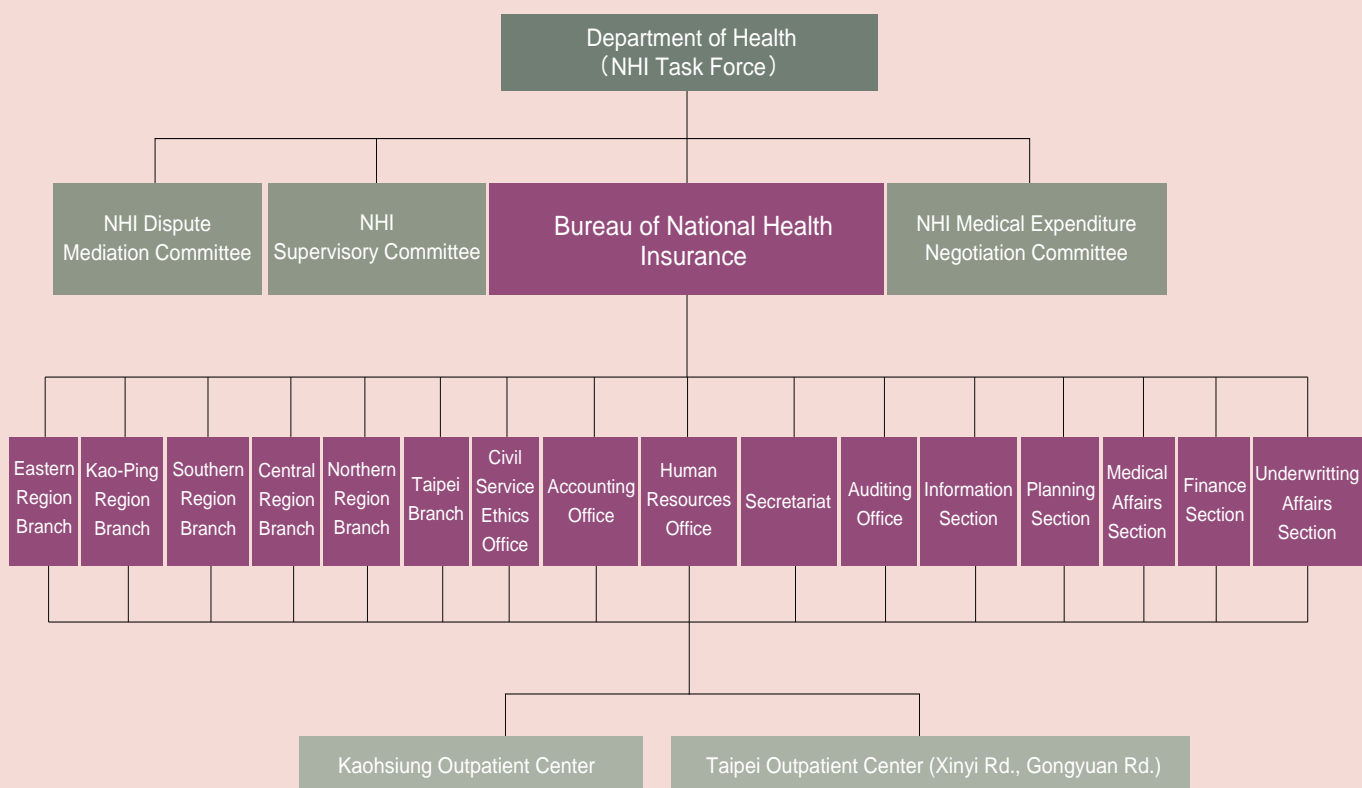 Department of Health
（NHI Task Force）
NHI Dispute
Mediation Committee
NHI
Supervisory Committee
Bureau of National Health
Insurance
NHI Medical Expenditure
Negotiation Committee
Eastern
Region
Branch
Kao-Ping
Region
Branch
Southern
Region
Branch
Central
Region
Branch
Northern
Region
Branch
Taipei
Branch
Civil
Service
Ethics
Office
Accounting
Office
Human
Resources
Office
Secretariat
Auditing
Office
Information
Section
Planning
Section
Medical
Affairs
Section
Finance
Section
Underwritting
Affairs
Section
Kaohsiung Outpatient Center
Taipei Outpatient Center (Xinyi Rd., Gongyuan Rd.)